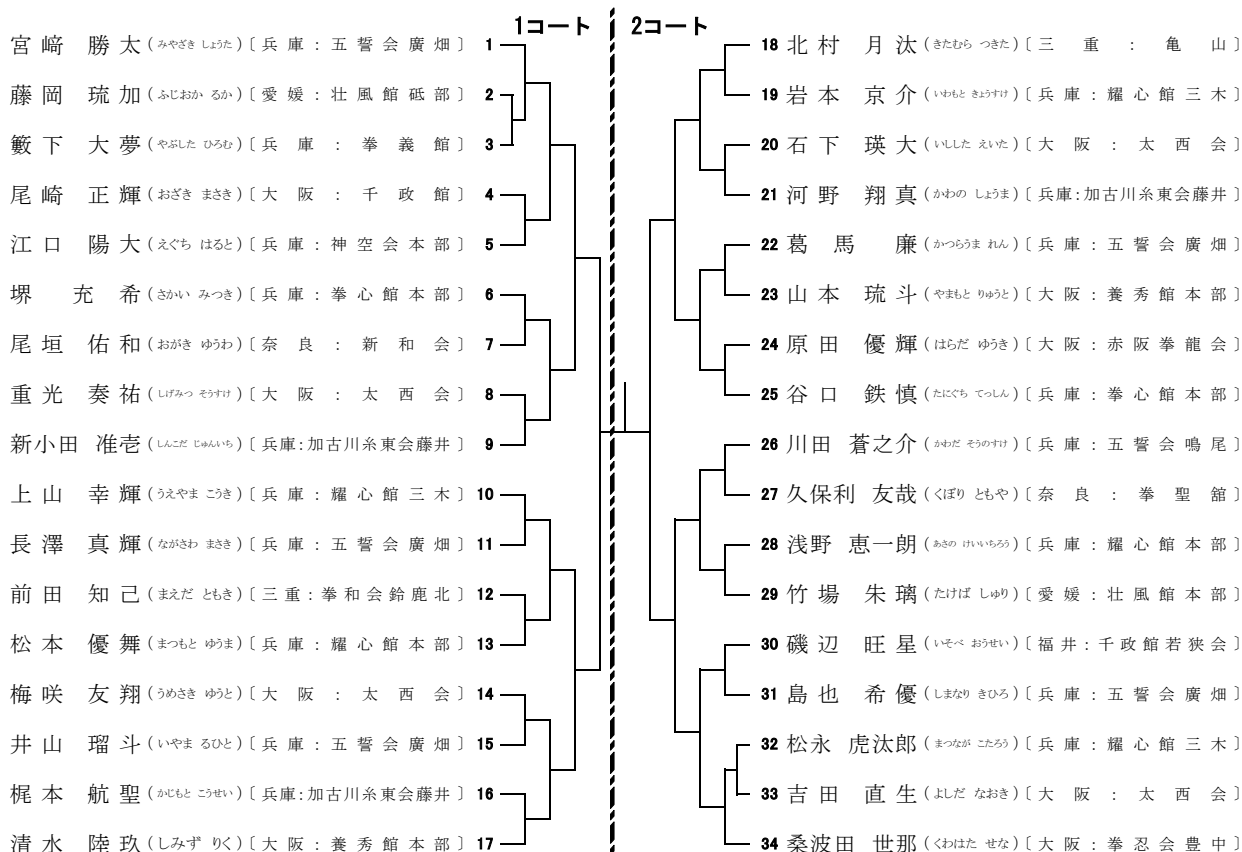 1コート
宮﨑 勝太(みやざき しょうた)〔兵庫:五誓会廣畑〕 1
藤岡 琉加(ふじおか るか)〔愛媛:壮風館砥部〕 2
籔下 大夢(やぶした ひろむ)〔兵庫:拳義館〕 3
尾崎 正輝(おざき まさき)〔大阪:千政館〕 4
江口 陽大(えぐち はると)〔兵庫:神空会本部〕 5
堺 充希(さかい みつき)〔兵庫:拳心館本部〕 6
尾垣 佑和(おがき ゆうわ)〔奈良:新和会〕 7
重光 奏祐(しげみつ そうすけ)〔大阪:太西会〕 8
新小田 准壱(しんこだ じゅんいち)〔兵庫:加古川糸東会藤井〕 9
上山 幸輝(うえやま こうき)〔兵庫:耀心館三木〕 10
長澤 真輝(ながさわ まさき)〔兵庫:五誓会廣畑〕 11
前田 知己(まえだ ともき)〔三重:拳和会鈴鹿北〕 12
松本 優舞(まつもと ゆうま)〔兵庫:耀心館本部〕 13
梅咲 友翔(うめさき ゆうと)〔大阪:太西会〕 14
井山 瑠斗(いやま るひと)〔兵庫:五誓会廣畑〕 15
梶本 航聖(かじもと こうせい)〔兵庫:加古川糸東会藤井〕 16
清水 陸玖(しみず りく)〔大阪:養秀館本部〕 17
2コート
18 北村 月汰(きたむら つきた)〔三重:亀山〕
19 岩本 京介(いわもと きょうすけ)〔兵庫:耀心館三木〕
20 石下 瑛大(いしした えいた)〔大阪:太西会〕
21 河野 翔真(かわの しょうま)〔兵庫:加古川糸東会藤井〕
22 葛馬 廉(かつらうま れん)〔兵庫:五誓会廣畑〕
23 山本 琉斗(やまもと りゅうと)〔大阪:養秀館本部〕
24 原田 優輝(はらだ ゆうき)〔大阪:赤阪拳龍会〕
25 谷口 鉄慎(たにぐち てっしん)〔兵庫:拳心館本部〕
26 川田 蒼之介(かわだ そうのすけ)〔兵庫:五誓会鳴尾〕
27 久保利 友哉(くぼり ともや)〔奈良:拳聖舘〕
28 浅野 恵一朗(あさの けいいちろう)〔兵庫:耀心館本部〕
29 竹場 朱璃(たけば しゅり)〔愛媛:壮風館本部〕
30 磯辺 旺星(いそべ おうせい)〔福井:千政館若狭会〕
31 島也 希優(しまなり きひろ)〔兵庫:五誓会廣畑〕
32 松永 虎汰郎(まつなが こたろう)〔兵庫:耀心館三木〕
33 吉田 直生(よしだ なおき)〔大阪:太西会〕
34 桑波田 世那(くわはた せな)〔大阪:拳忍会豊中〕